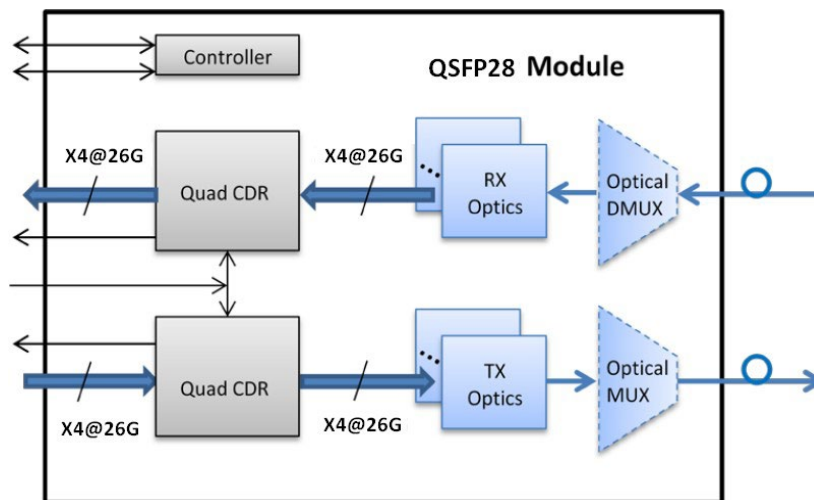 Controller
QSFP28 Module
X4@26G
X4@26G
Quad CDR
RX
Optics
Optical
DMUX
Quad CDR
TX
Optics
Optical
MUX
X4@26G
X4@26G